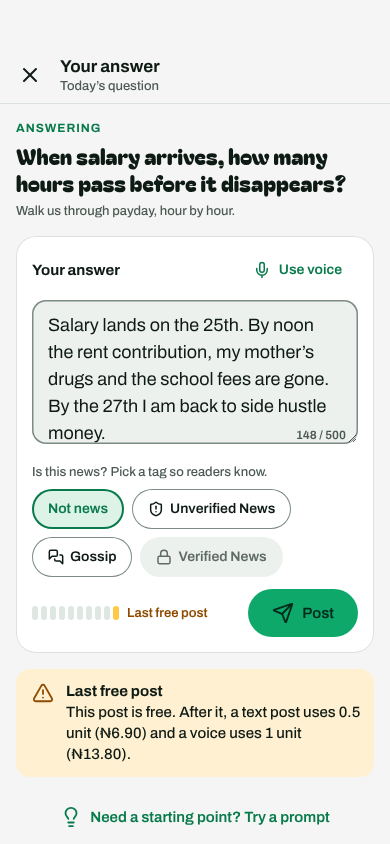 Your answer
Today's question
ANSWERING
When salary arrives, how many
hours pass before it disappears?
Walk us through payday, hour by hour.
Your answer
Use voice
Salary lands on the 25th. By noon
the rent contribution, my mother's
drugs and the school fees are gone.
By the 27th I am back to side hustle
money.
148 / 500
Is this news? Pick a tag so readers know.
Not news
Unverified News
Gossip
Verified News
Last free post
Post
Last free post
This post is free. After it, a text post uses 0.5
unit (₦6.90) and a voice uses 1 unit
(₦13.80).
Need a starting point? Try a prompt